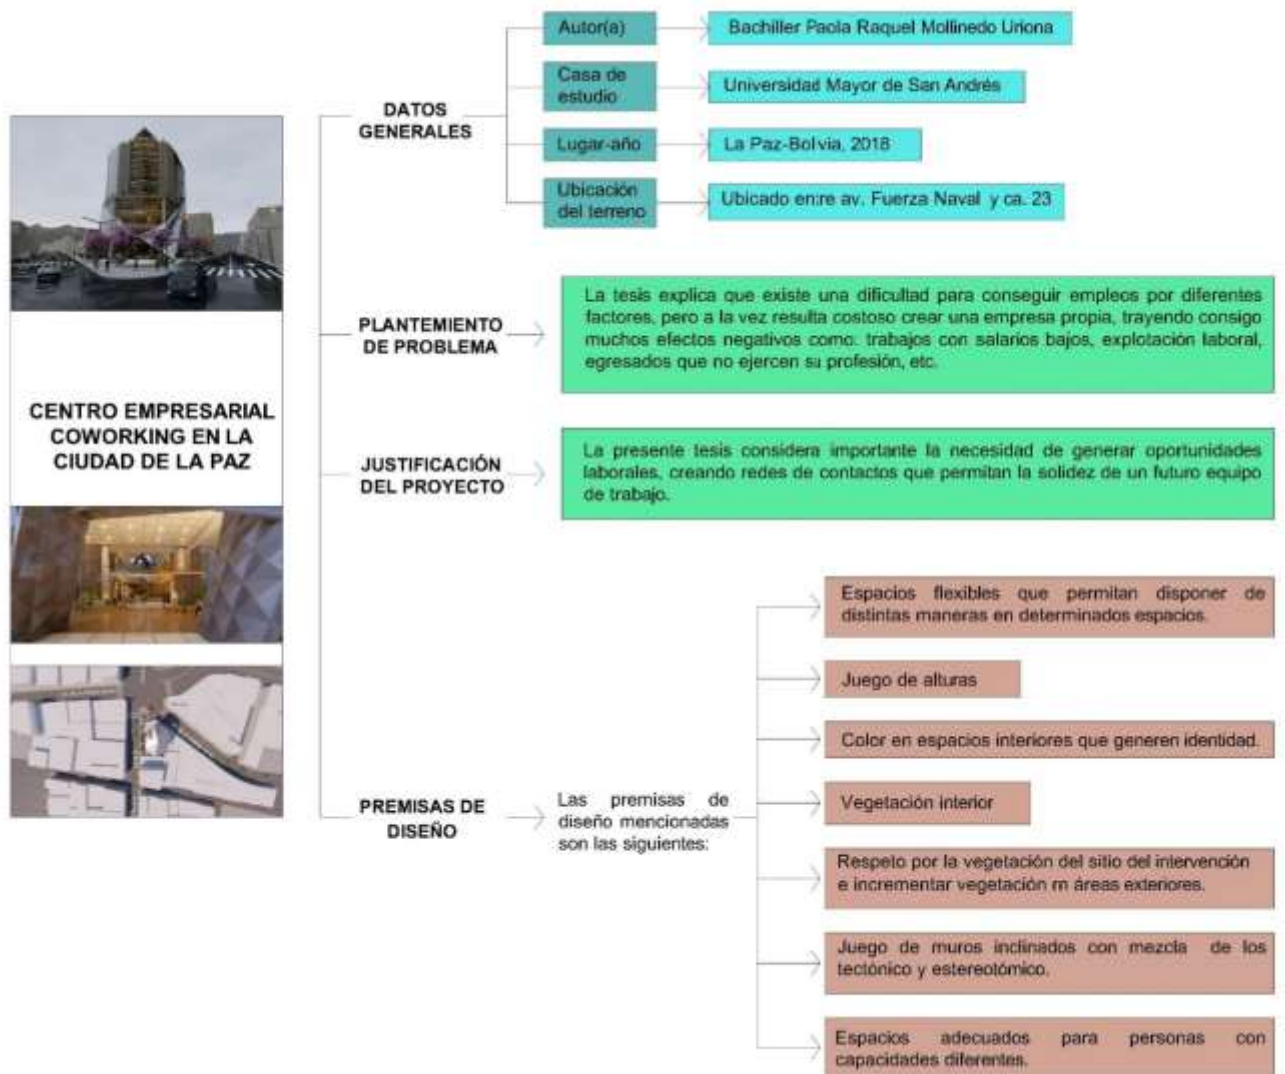 CENTRO EMPRESARIAL
COWORKING EN LA
CIUDAD DE LA PAZ
DATOS
GENERALES
Autor(a)
Bachiller Paola Raquel Mollinedo Uriona
Casa de
estudio
Universidad Mayor de San Andrés
Lugar-año
La Paz-Bolivia, 2018
Ubicación
del terreno
Ubicado entre av. Fuerza Naval y ca. 23
PLANTEMIENTO
DE PROBLEMA
La tesis explica que existe una dificultad para conseguir empleos por diferentes
factores, pero a la vez resulta costoso crear una empresa propia, trayendo consigo
muchos efectos negativos como. trabajos con salarios bajos, explotación laboral,
egresados que no ejercen su profesión, etc.
JUSTIFICACIÓN
DEL PROYECTO
La presente tesis considera importante la necesidad de generar oportunidades
laborales, creando redes de contactos que permitan la solidez de un futuro equipo
de trabajo.
PREMISAS DE
DISEÑO
Las premisas de
diseño mencionadas
son las siguientes:
Espacios flexibles que permitan disponer de
distintas maneras en determinados espacios.
Juego de alturas
Color en espacios interiores que generen identidad.
Vegetación interior
Respeto por la vegetación del sitio del intervención
e incrementar vegetación rn áreas exteriores.
Juego de muros inclinados con mezcla de los
tectónico y estereotómico.
Espacios adecuados para personas con
capacidades diferentes.